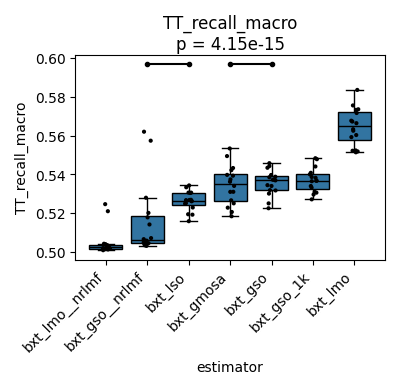 TT_recall_macro
p = 4.15e-15
TT_recall_macro
0.60
0.58
0.56
0.54
0.52
0.50
bxt_lmo__nrlmf
bxt_gso__nrlmf
bxt_lso
bxt_gmosa
bxt_gso
bxt_gso_1k
bxt_lmo
estimator